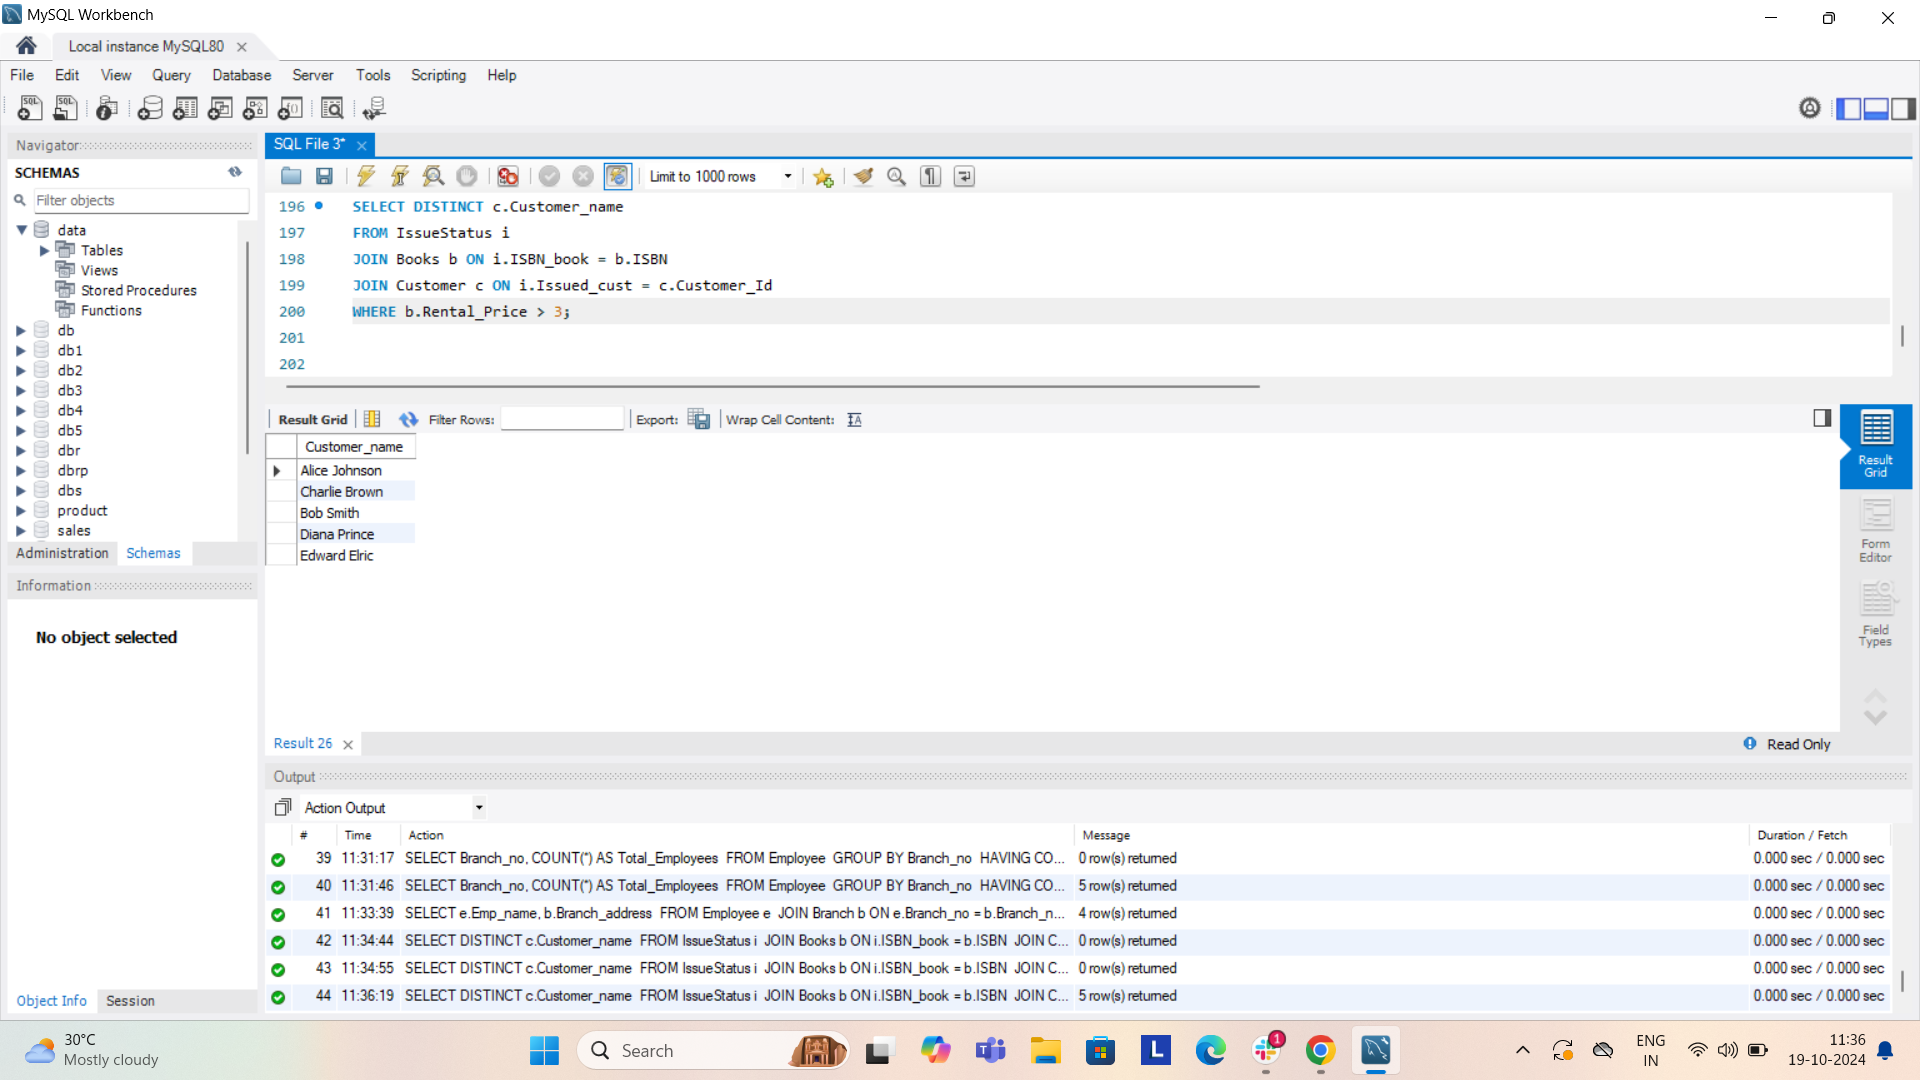 MySQL Workbench
Local instance MySQL80
File Edit View Query Database Server Tools Scripting Help
Navigator
SCHEMAS
Filter objects
data
Tables
Views
Stored Procedures
Functions
db
db1
db2
db3
db4
db5
dbr
dbrp
dbs
product
sales
Administration Schemas
Information
No object selected
Object Info Session
SQL File 3*
Limit to 1000 rows
196 SELECT DISTINCT c.Customer_name
197 FROM IssueStatus i
198 JOIN Books b ON i.ISBN_book = b.ISBN
199 JOIN Customer c ON i.Issued_cust = c.Customer_Id
200 WHERE b.Rental_Price > 3;
201
202
Result Grid Filter Rows: Export: Wrap Cell Content:
Customer_name
Alice Johnson
Charlie Brown
Bob Smith
Diana Prince
Edward Elric
Result
Grid
Form
Editor
Field
Types
Result 26
Read Only
Output
Action Output
# Time Action Message Duration / Fetch
39 11:31:17 SELECT Branch_no, COUNT(*) AS Total_Employees FROM Employee GROUP BY Branch_no HAVING CO... 0 row(s) returned 0.000 sec / 0.000 sec
40 11:31:46 SELECT Branch_no, COUNT(*) AS Total_Employees FROM Employee GROUP BY Branch_no HAVING CO... 5 row(s) returned 0.000 sec / 0.000 sec
41 11:33:39 SELECT e.Emp_name, b.Branch_address FROM Employee e JOIN Branch b ON e.Branch_no = b.Branch_n... 4 row(s) returned 0.000 sec / 0.000 sec
42 11:34:44 SELECT DISTINCT c.Customer_name FROM IssueStatus i JOIN Books b ON i.ISBN_book = b.ISBN JOIN C... 0 row(s) returned 0.000 sec / 0.000 sec
43 11:34:55 SELECT DISTINCT c.Customer_name FROM IssueStatus i JOIN Books b ON i.ISBN_book = b.ISBN JOIN C... 0 row(s) returned 0.000 sec / 0.000 sec
44 11:36:19 SELECT DISTINCT c.Customer_name FROM IssueStatus i JOIN Books b ON i.ISBN_book = b.ISBN JOIN C... 5 row(s) returned 0.000 sec / 0.000 sec
30°C
Mostly cloudy
Search
L
1
ENG
IN
11:36
19-10-2024